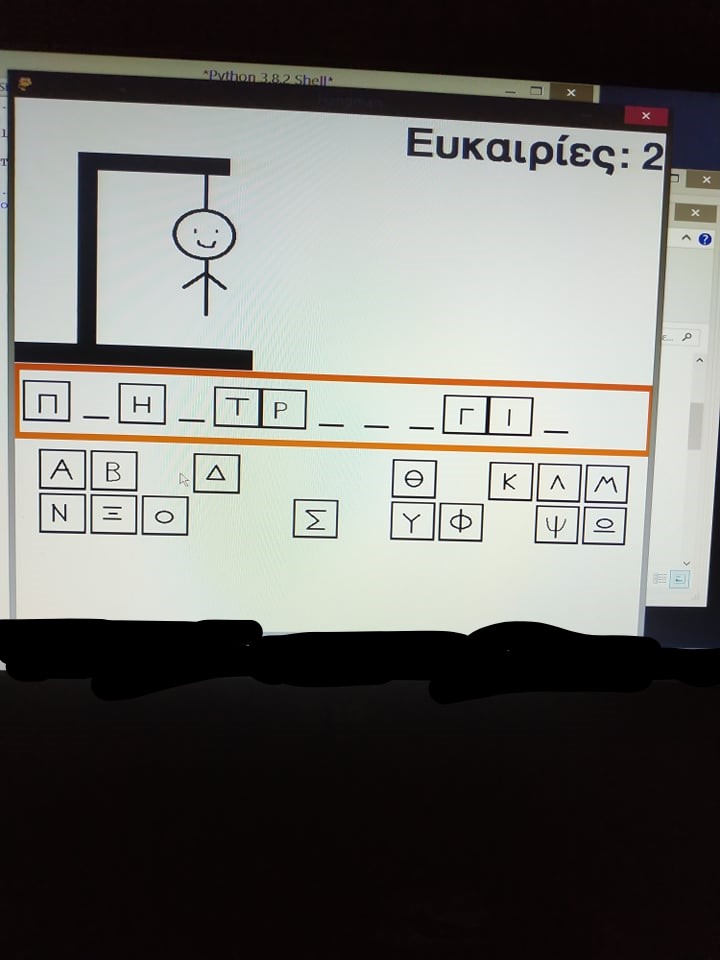 *Python 3.8.2 Shell*
Ευκαιρίες: 2
Π _ Η _ Τ Ρ _ _ _ Γ Ι _
Α Β Δ Θ Κ Λ Μ
Ν Ξ Ο Σ Υ Φ Ψ Ω